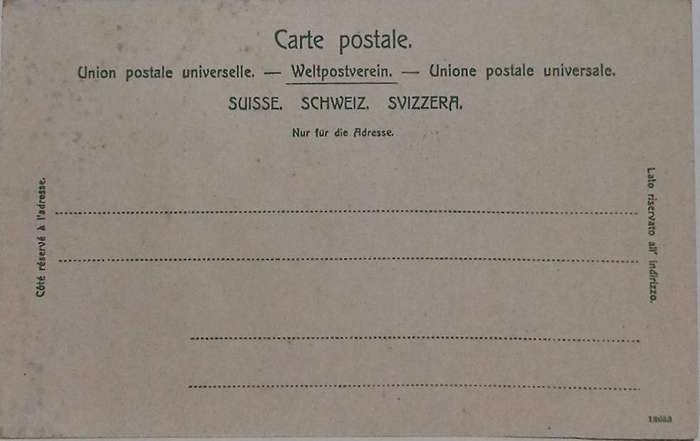 Carte postale.
Union postale universelle. — Weltpostverein. — Unione postale universale.
SUISSE. SCHWEIZ. SVIZZERA.
Nur für die Adresse.
Côté réservé à l'adresse.
Lato riservato all' indirizzo.